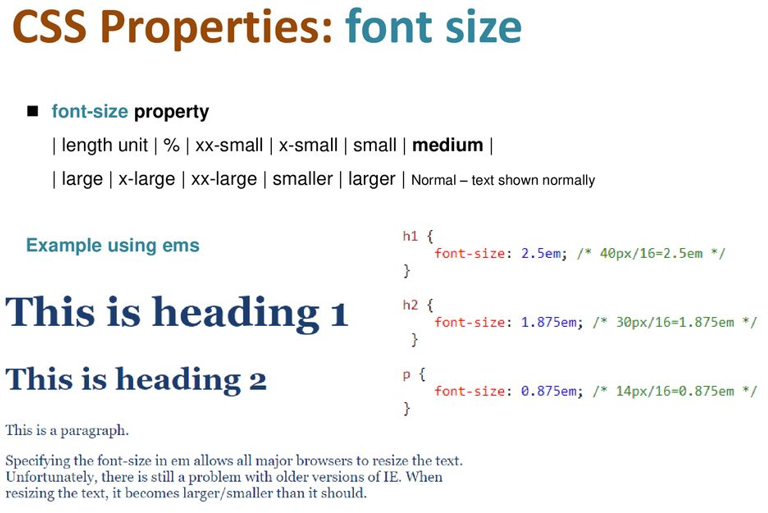 CSS Properties: font size
■ font-size property
| length unit | % | xx-small | x-small | small | medium |
| large | x-large | xx-large | smaller | larger | Normal – text shown normally
Example using ems
h1 {
font-size: 2.5em; /* 40px/16=2.5em */
}
h2 {
font-size: 1.875em; /* 30px/16=1.875em */
}
p {
font-size: 0.875em; /* 14px/16=0.875em */
}
This is heading 1
This is heading 2
This is a paragraph.
Specifying the font-size in em allows all major browsers to resize the text.
Unfortunately, there is still a problem with older versions of IE. When
resizing the text, it becomes larger/smaller than it should.